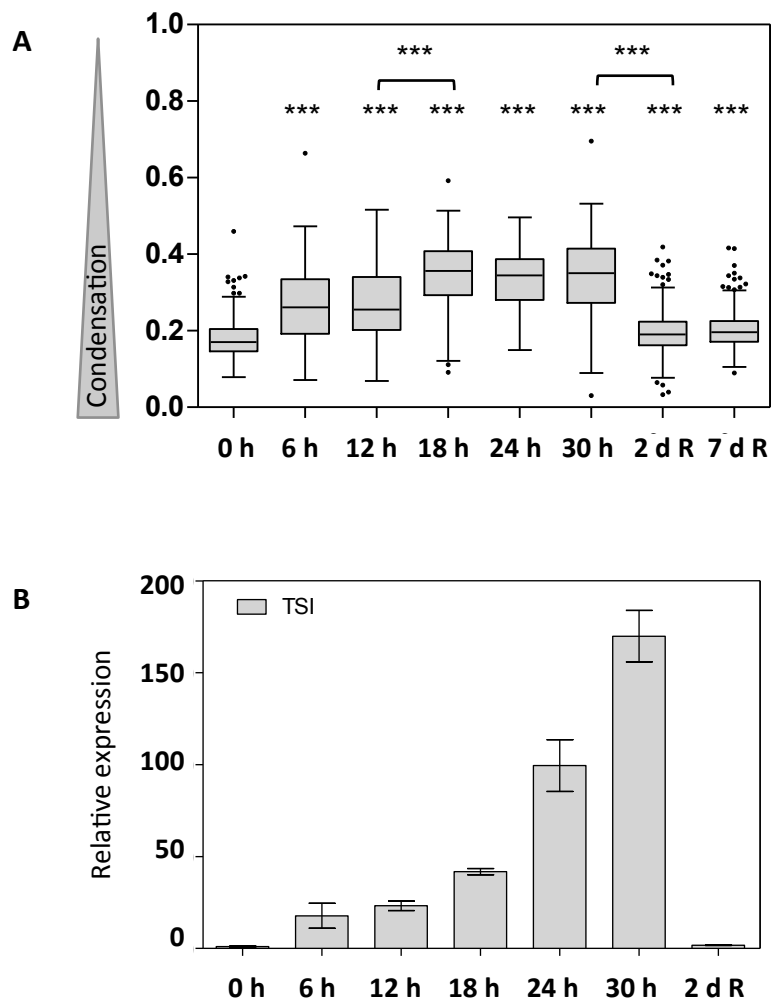 A
1.0
0.8
0.6
0.4
0.2
0.0
Condensation
*** ***
*** *** *** *** *** *** ***
0 h 6 h 12 h 18 h 24 h 30 h 2 d R 7 d R
B
200
150
100
50
0
Relative expression
TSI
0 h 6 h 12 h 18 h 24 h 30 h 2 d R